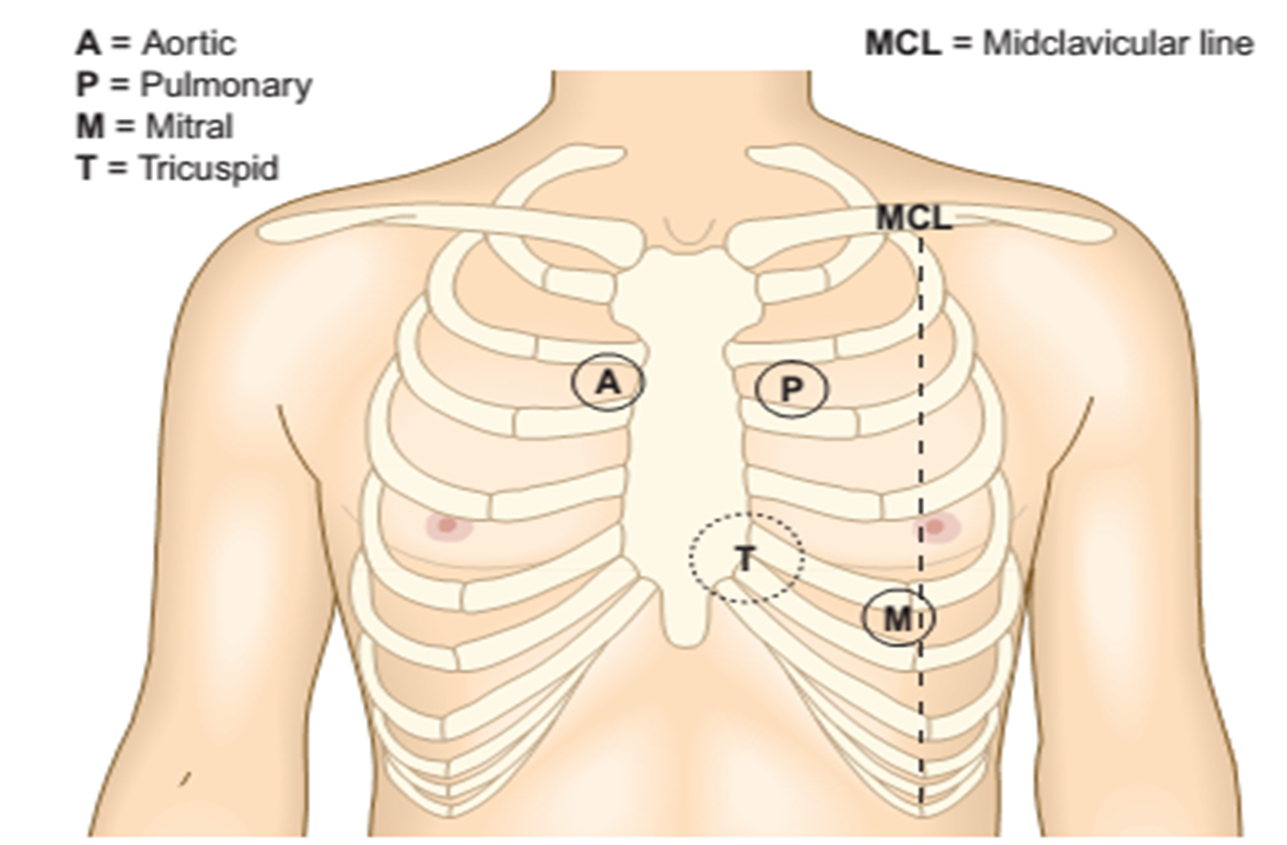 A = Aortic
P = Pulmonary
M = Mitral
T = Tricuspid
MCL = Midclavicular line
MCL
A
P
T
M